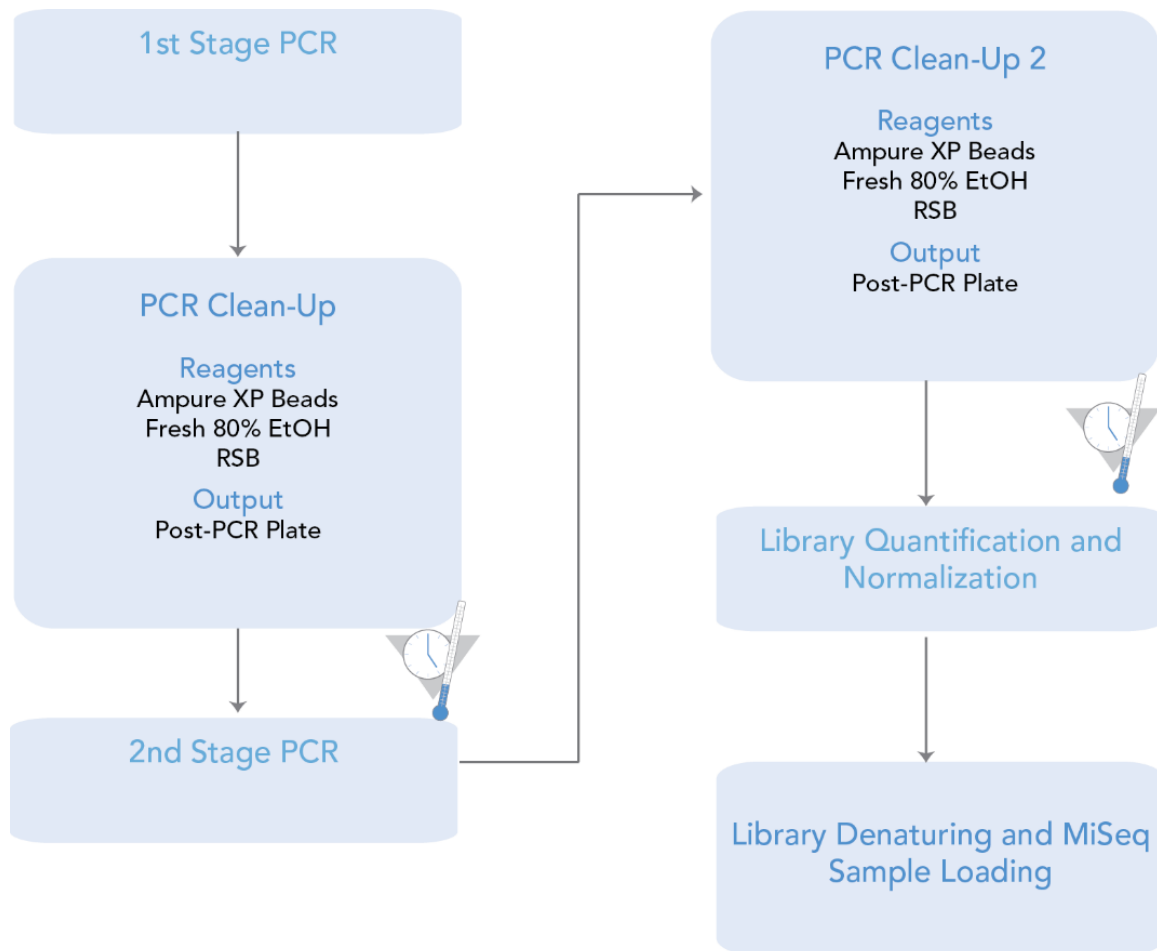 1st Stage PCR
PCR Clean-Up
Reagents
Ampure XP Beads
Fresh 80% EtOH
RSB
Output
Post-PCR Plate
2nd Stage PCR
PCR Clean-Up 2
Reagents
Ampure XP Beads
Fresh 80% EtOH
RSB
Output
Post-PCR Plate
Library Quantification and
Normalization
Library Denaturing and MiSeq
Sample Loading